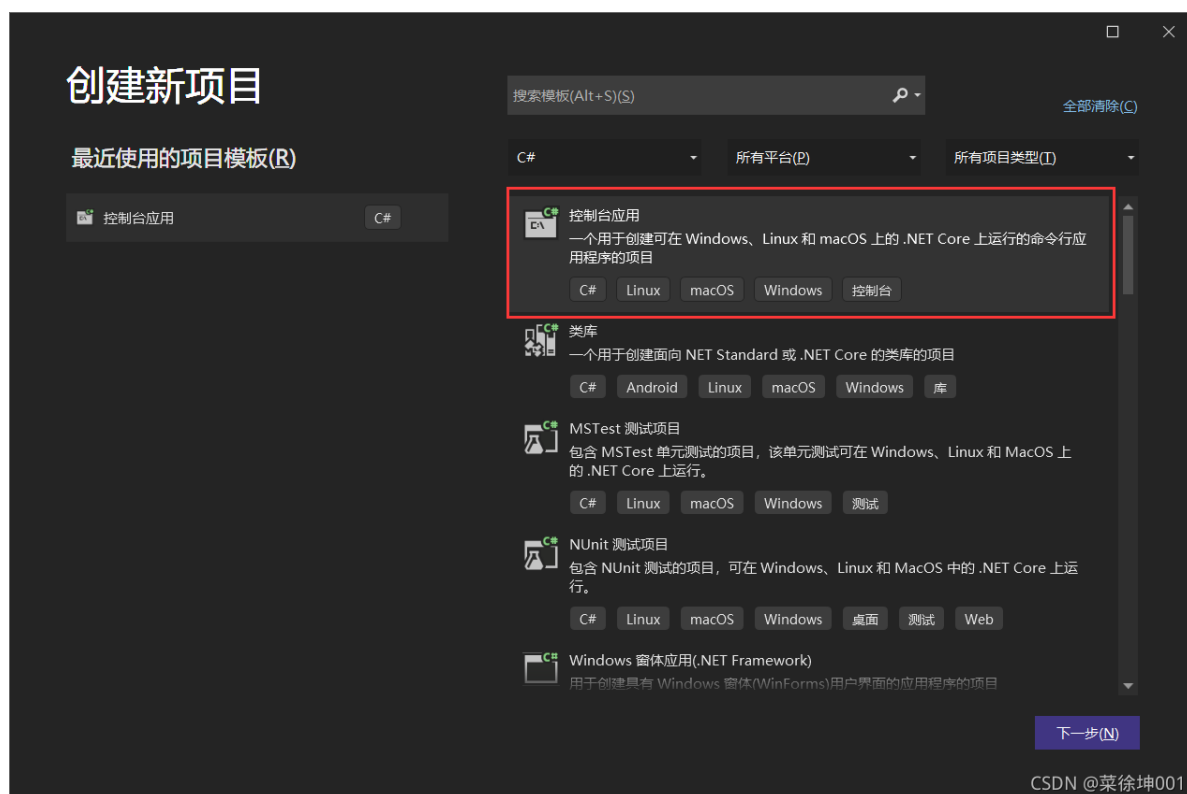 创建新项目
搜索模板(Alt+S)(S)
全部清除(C)
最近使用的项目模板(R)
控制台应用
C#
C#
所有平台(P)
所有项目类型(T)
控制台应用
一个用于创建可在 Windows、Linux 和 macOS 上的 .NET Core 上运行的命令行应
用程序的项目
C# Linux macOS Windows 控制台
类库
一个用于创建面向 NET Standard 或 .NET Core 的类库的项目
C# Android Linux macOS Windows 库
MSTest 测试项目
包含 MSTest 单元测试的项目，该单元测试可在 Windows、Linux 和 MacOS 上
的 .NET Core 上运行。
C# Linux macOS Windows 测试
NUnit 测试项目
包含 NUnit 测试的项目，可在 Windows、Linux 和 MacOS 中的 .NET Core 上运
行。
C# Linux macOS Windows 桌面 测试 Web
Windows 窗体应用(.NET Framework)
用于创建具有 Windows 窗体(WinForms)用户界面的应用程序的项目
下一步(N)
CSDN @菜徐坤001